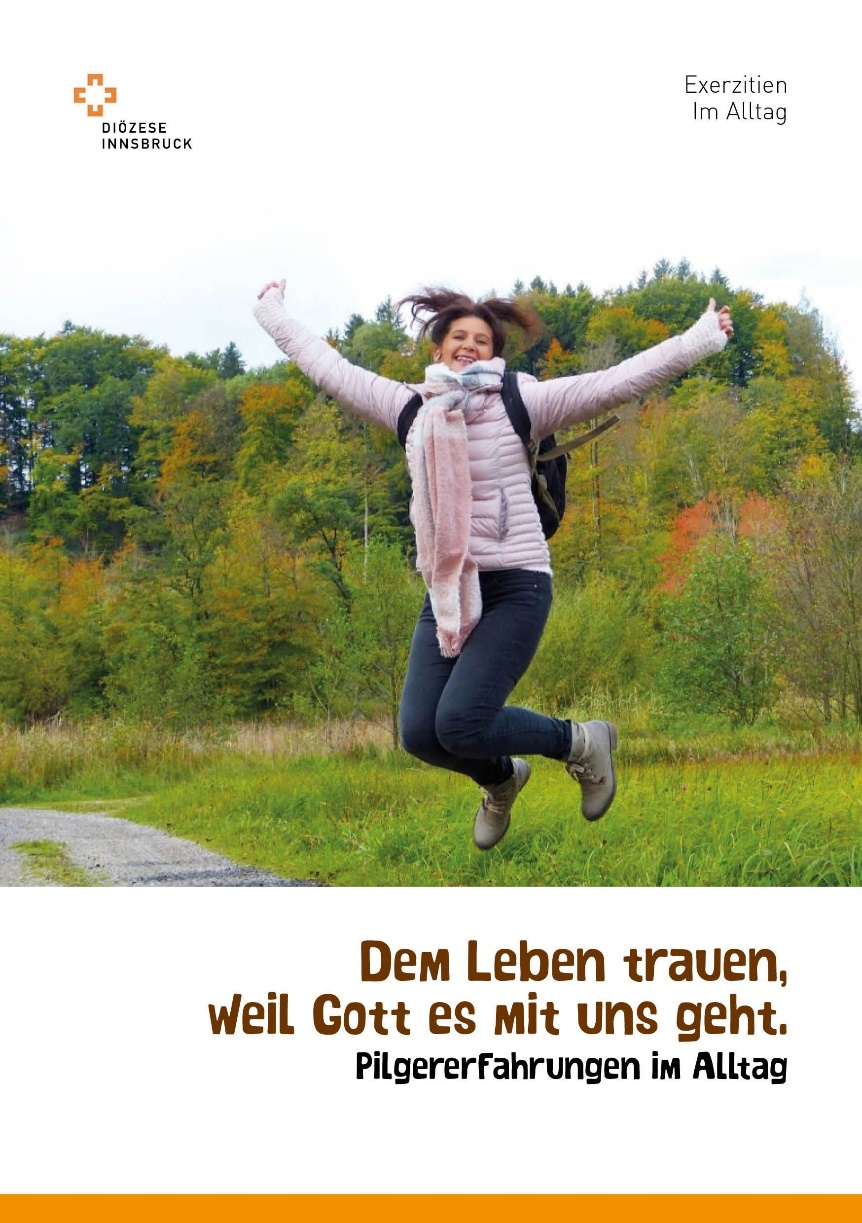 DIÖZESE
INNSBRUCK
Exerzitien
Im Alltag
Dem Leben trauen,
weil Gott es mit uns geht.
Pilgererfahrungen im Alltag